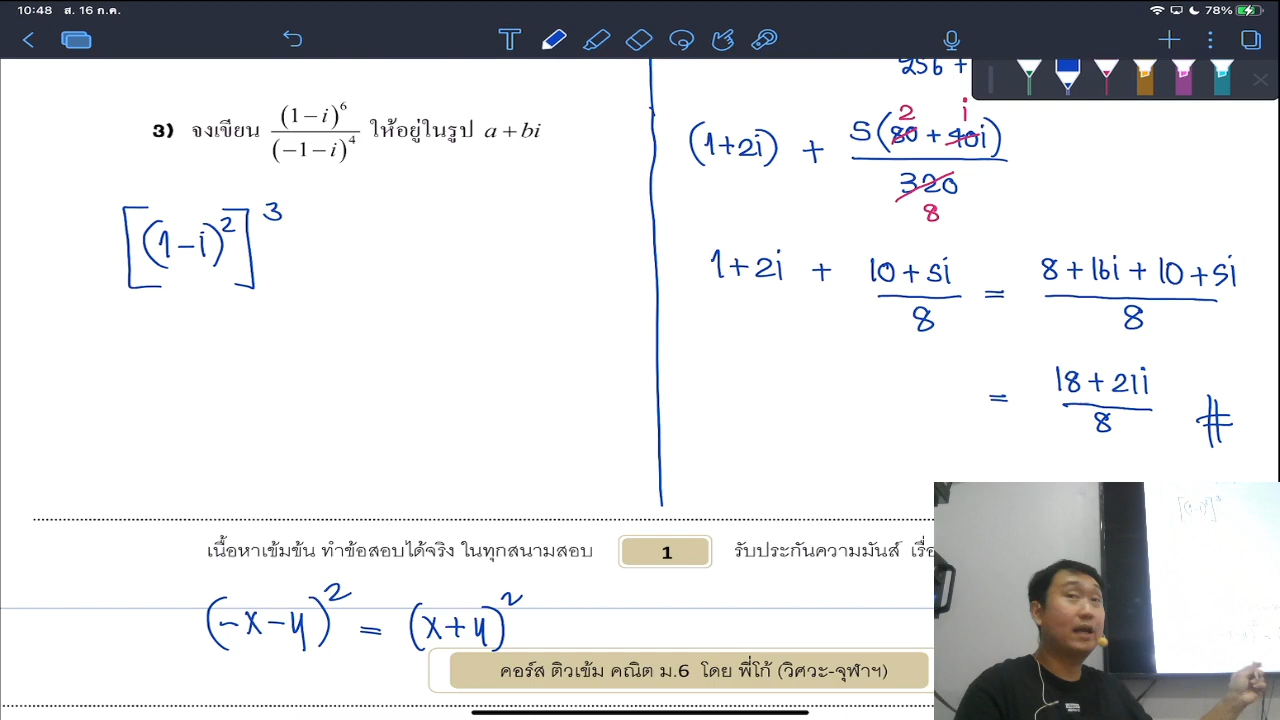 10:48 ส. 16 ก.ค.
78%
3) จงเขียน (1−i)⁶/(−1−i)⁴ ให้อยู่ในรูป a+bi
[(1−i)²]³
256 +
(1+2i) + 5(80+40i)/320
2 i
8
1+2i + (10+5i)/8 = (8+16i+10+5i)/8
= (18+21i)/8 #
เนื้อหาเข้มข้น ทำข้อสอบได้จริง ในทุกสนามสอบ 1 รับประกันความมันส์
(−x−y)² = (x+y)²
คอร์ส ติวเข้ม คณิต ม.6 โดย พี่โก้ (วิศวะ-จุฬาฯ)